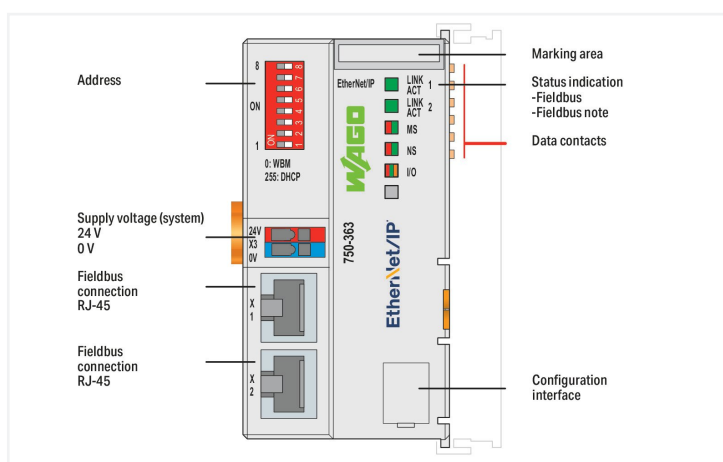 Address
8
ON
1
8
7
6
5
4
3
2
1
ON
0: WBM
255: DHCP
Supply voltage (system)
24 V
0 V
24V
X3
0V
Fieldbus
connection
RJ-45
X
1
Fieldbus
connection
RJ-45
X
2
EtherNet/IP
LINK
ACT
1
LINK
ACT
2
MS
NS
I/O
WAGO
750-363
EtherNet/IP
Marking area
Status indication
-Fieldbus
-Fieldbus note
Data contacts
Configuration
interface